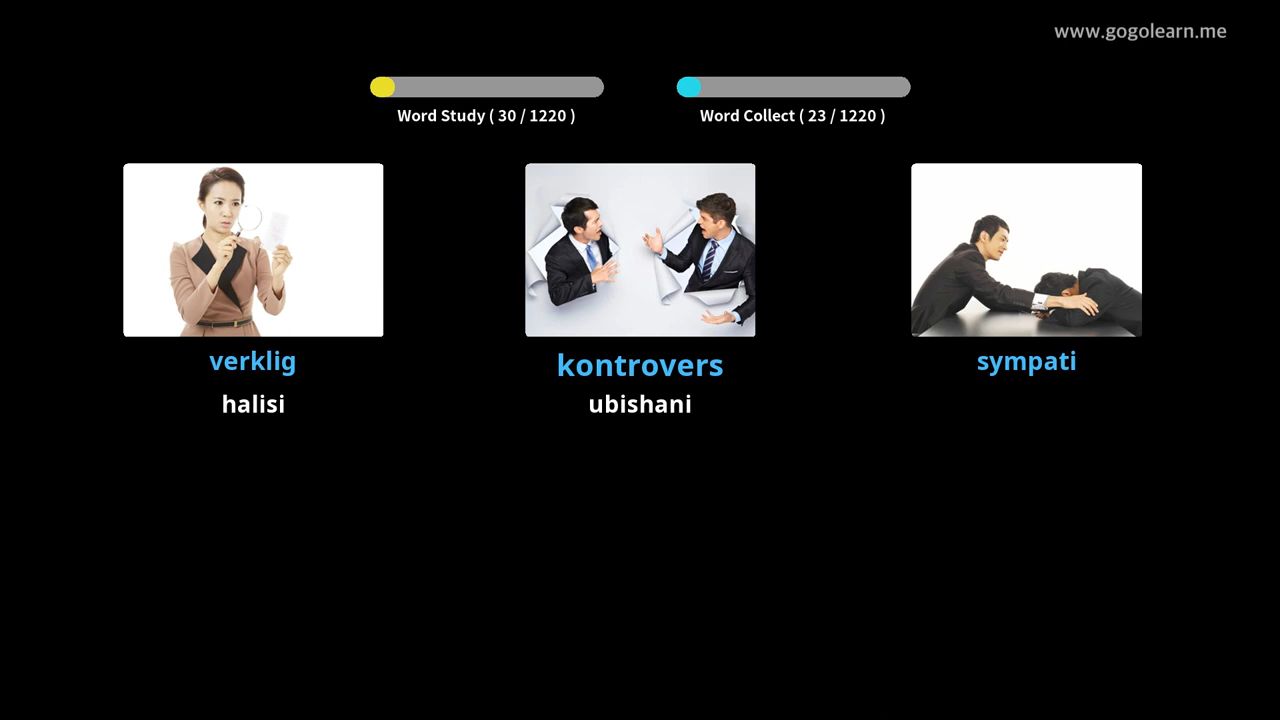 www.gogolearn.me
Word Study ( 30 / 1220 )
Word Collect ( 23 / 1220 )
verklig
kontrovers
sympati
halisi
ubishani